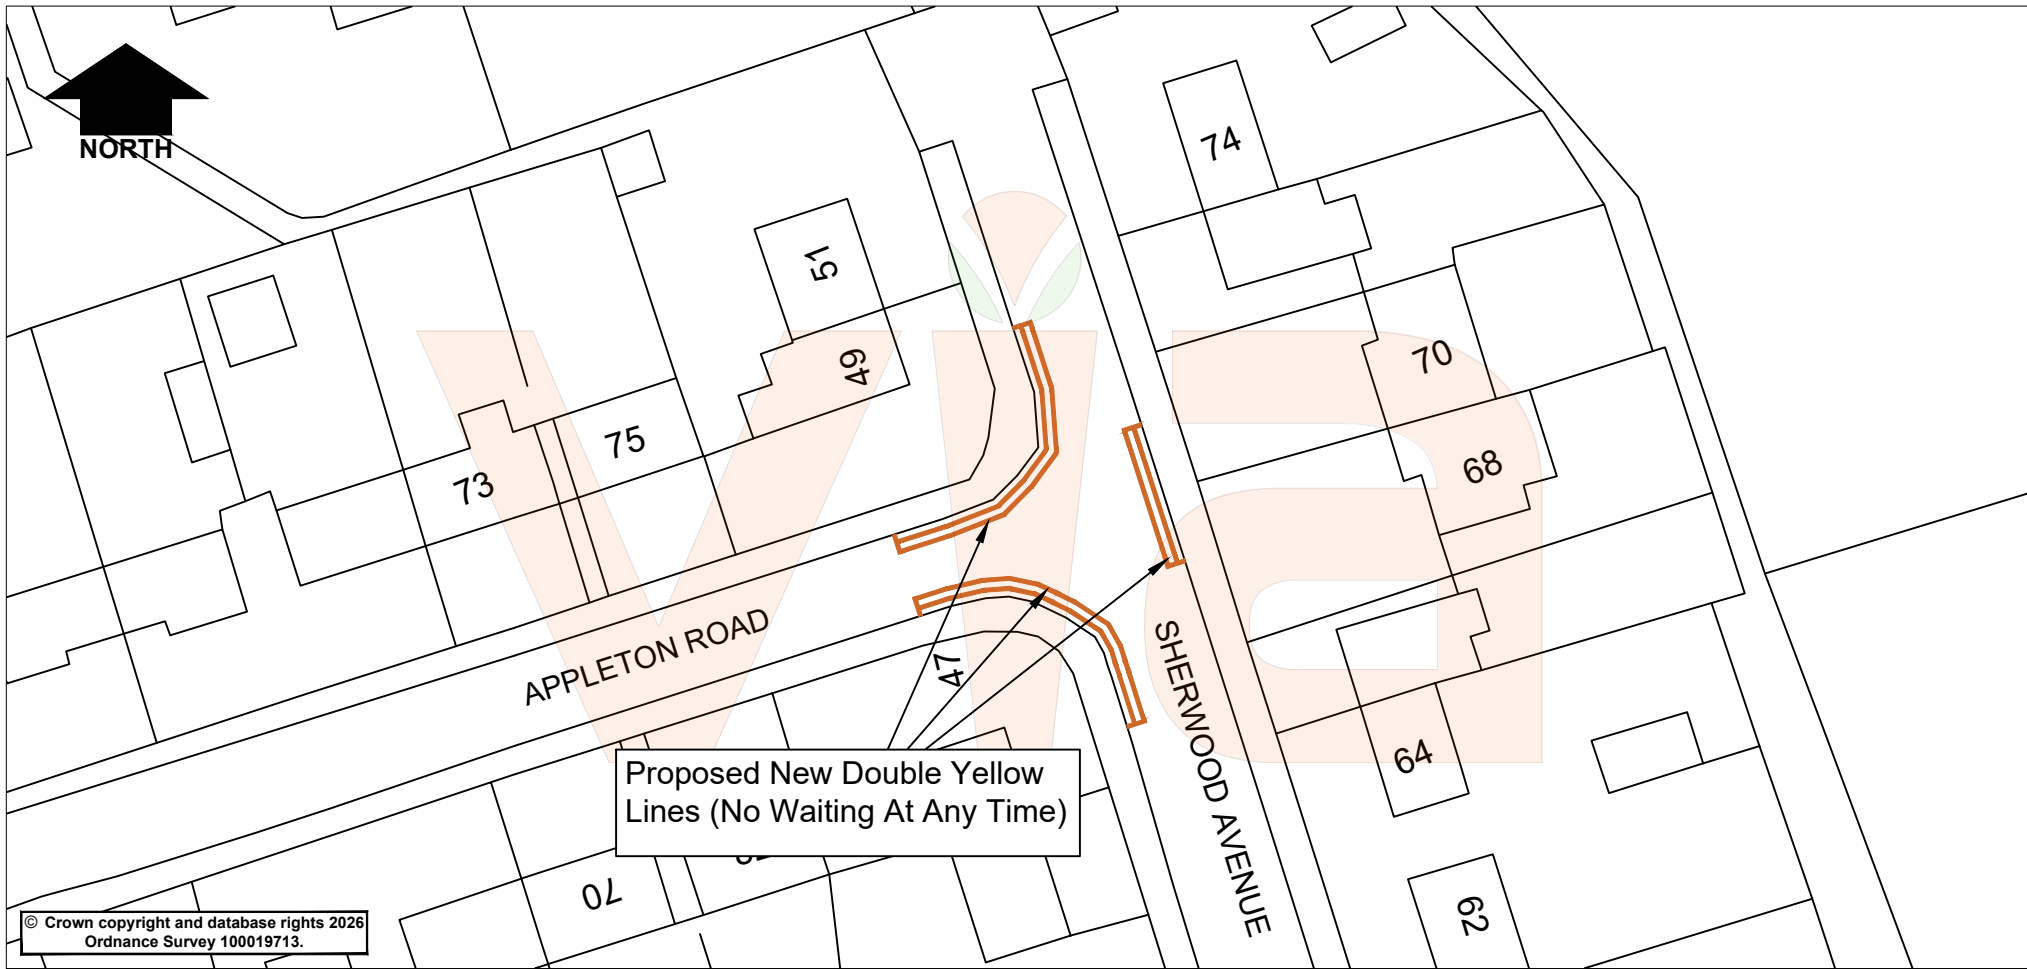 NORTH
74
51
49
70
75
68
73
47
APPLETON ROAD
SHERWOOD AVENUE
64
Proposed New Double Yellow
Lines (No Waiting At Any Time)
70
62
© Crown copyright and database rights 2026
Ordnance Survey 100019713.
via